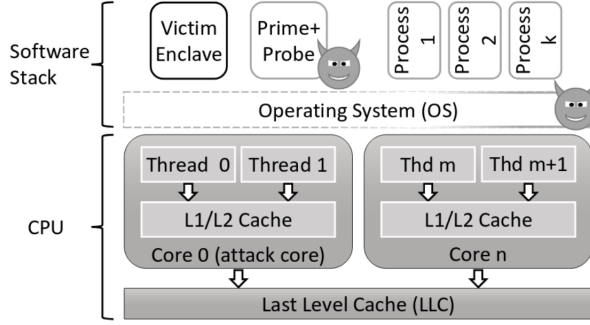 Software
Stack
Victim
Enclave
Prime+
Probe
Process
1
Process
2
Process
k
Operating System (OS)
CPU
Thread 0
Thread 1
L1/L2 Cache
Core 0 (attack core)
Thd m
Thd m+1
L1/L2 Cache
Core n
Last Level Cache (LLC)